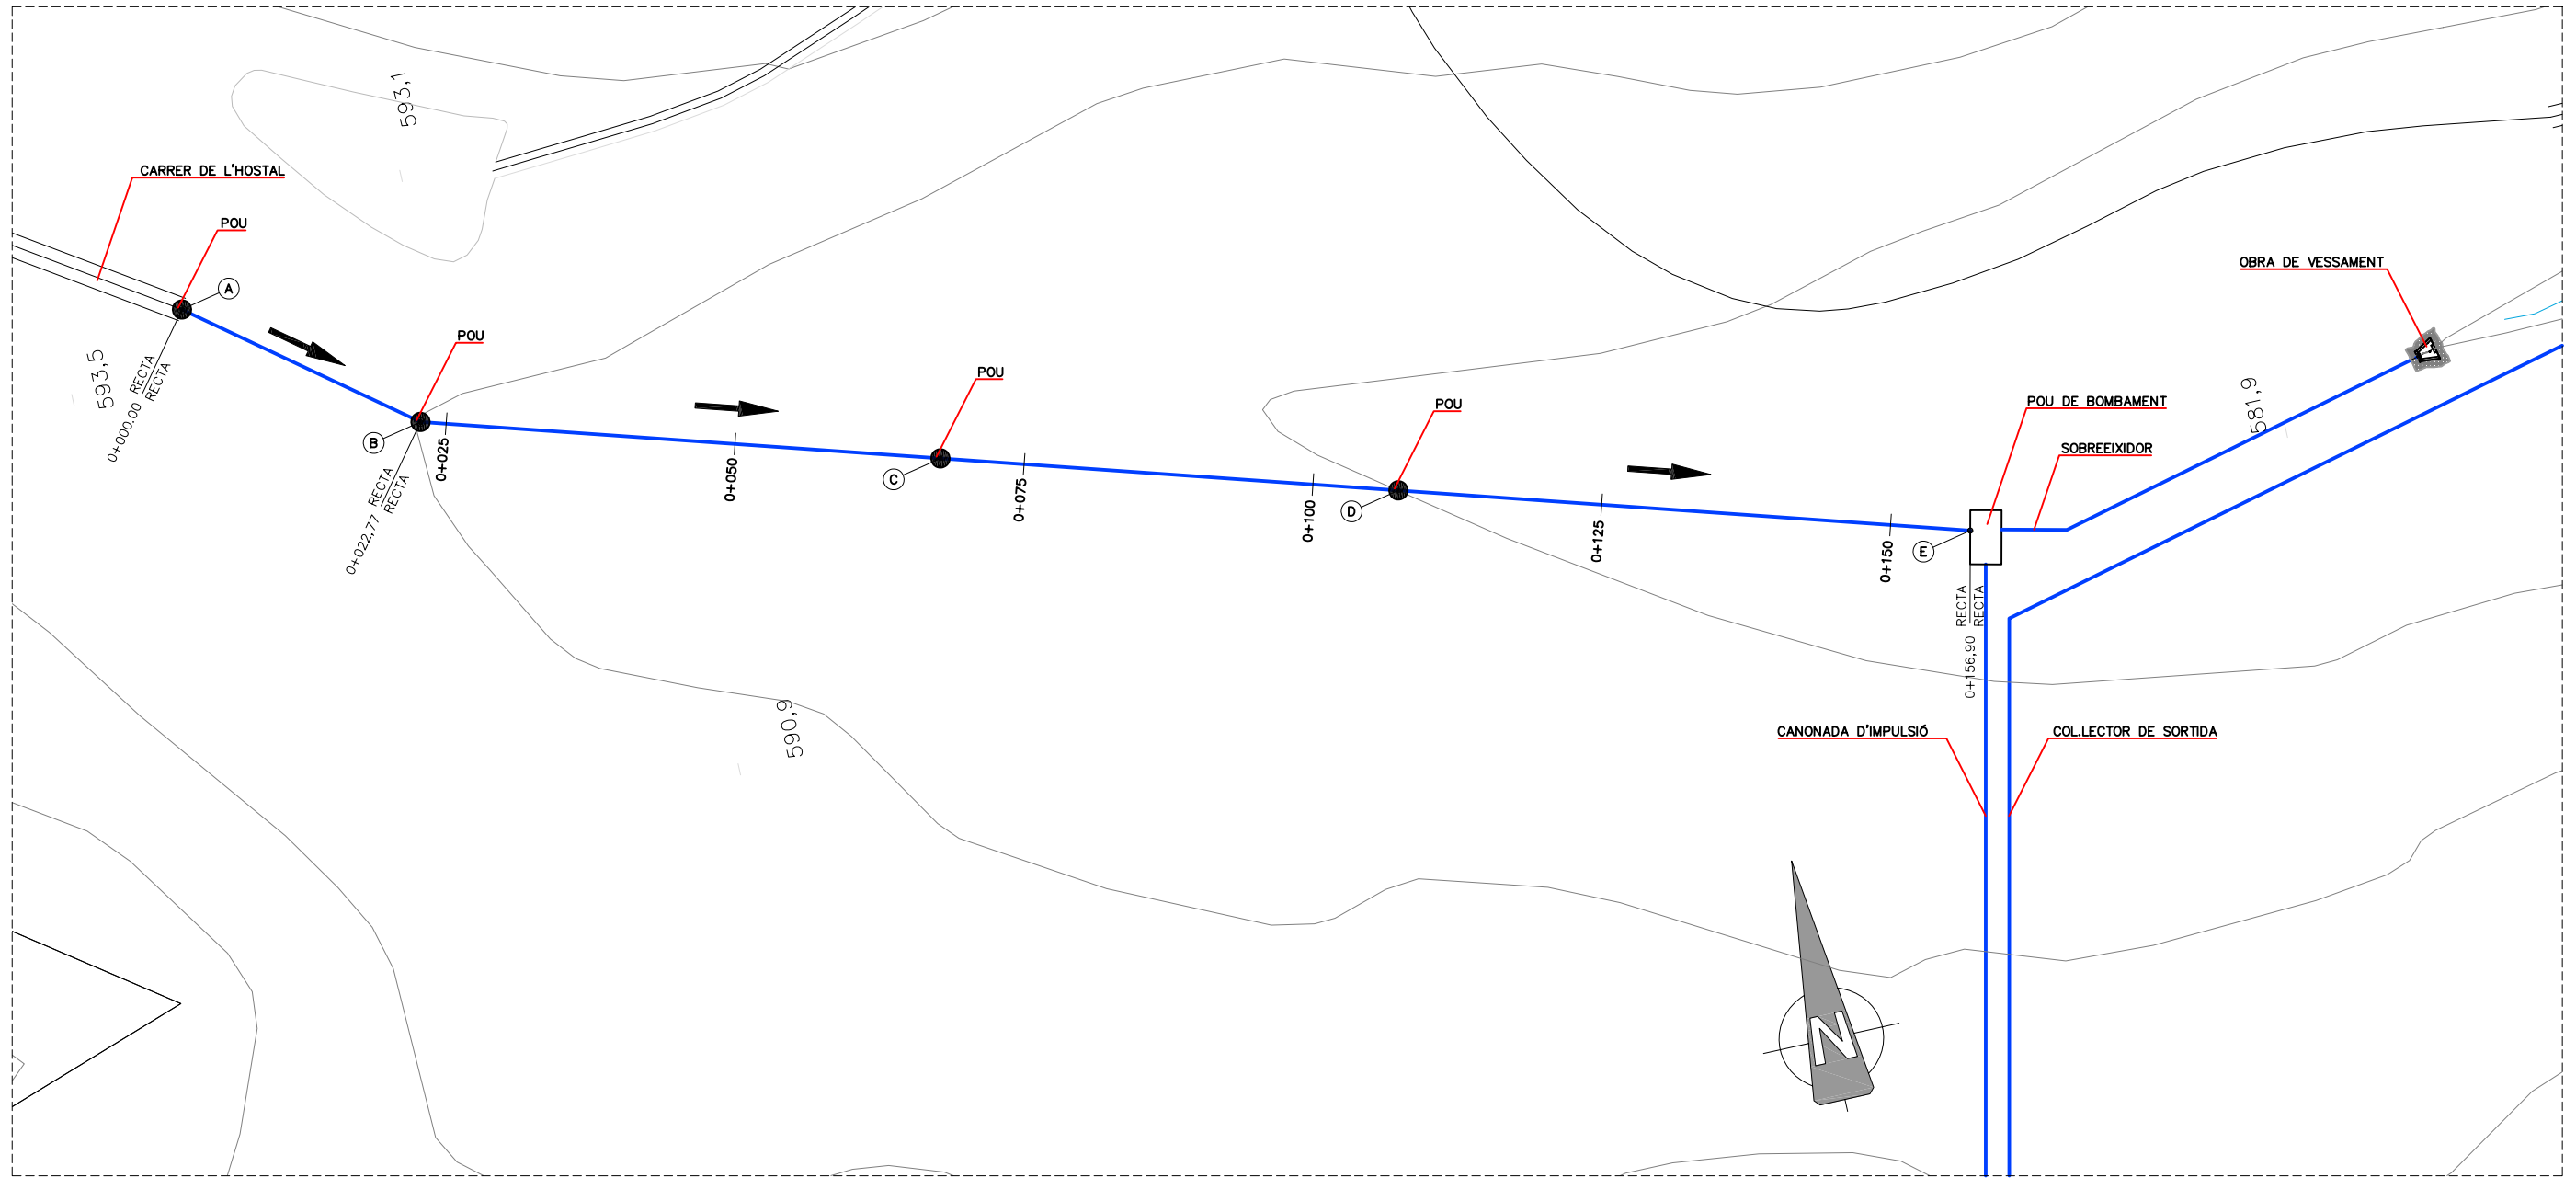 593,1
CARRER DE L'HOSTAL
POU
A
OBRA DE VESSAMENT
POU
593,5
0+000.00 RECTA
RECTA
B
0+025
POU
POU
581,9
POU DE BOMBAMENT
SOBREEIXIDOR
0+022,77 RECTA
RECTA
0+050
C
0+075
0+100
D
0+125
0+150
E
0+156,90 RECTA
RECTA
590,9
CANONADA D'IMPULSIÓ
COL.LECTOR DE SORTIDA
N